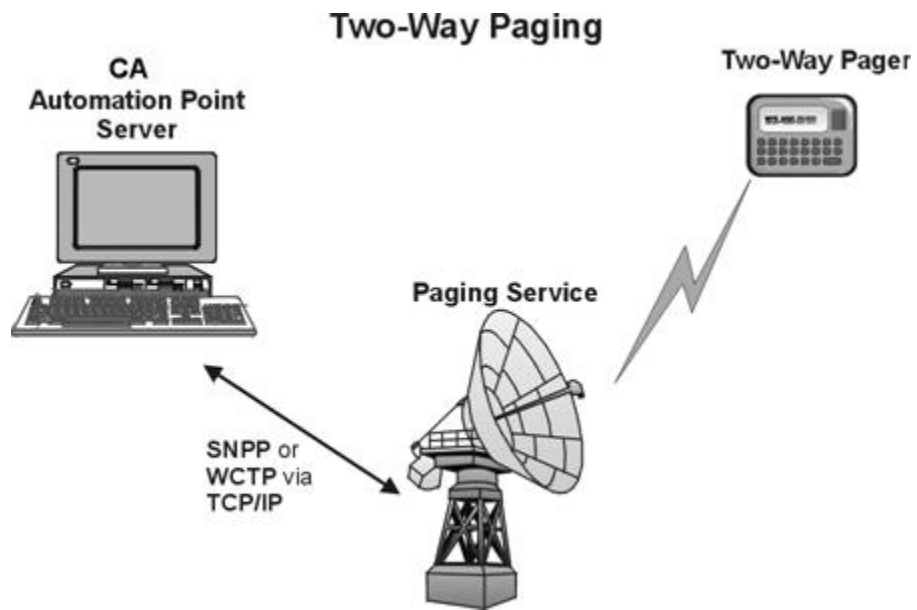 Two-Way Paging
CA
Automation Point
Server
Two-Way Pager
Paging Service
SNPP or
WCTP via
TCP/IP